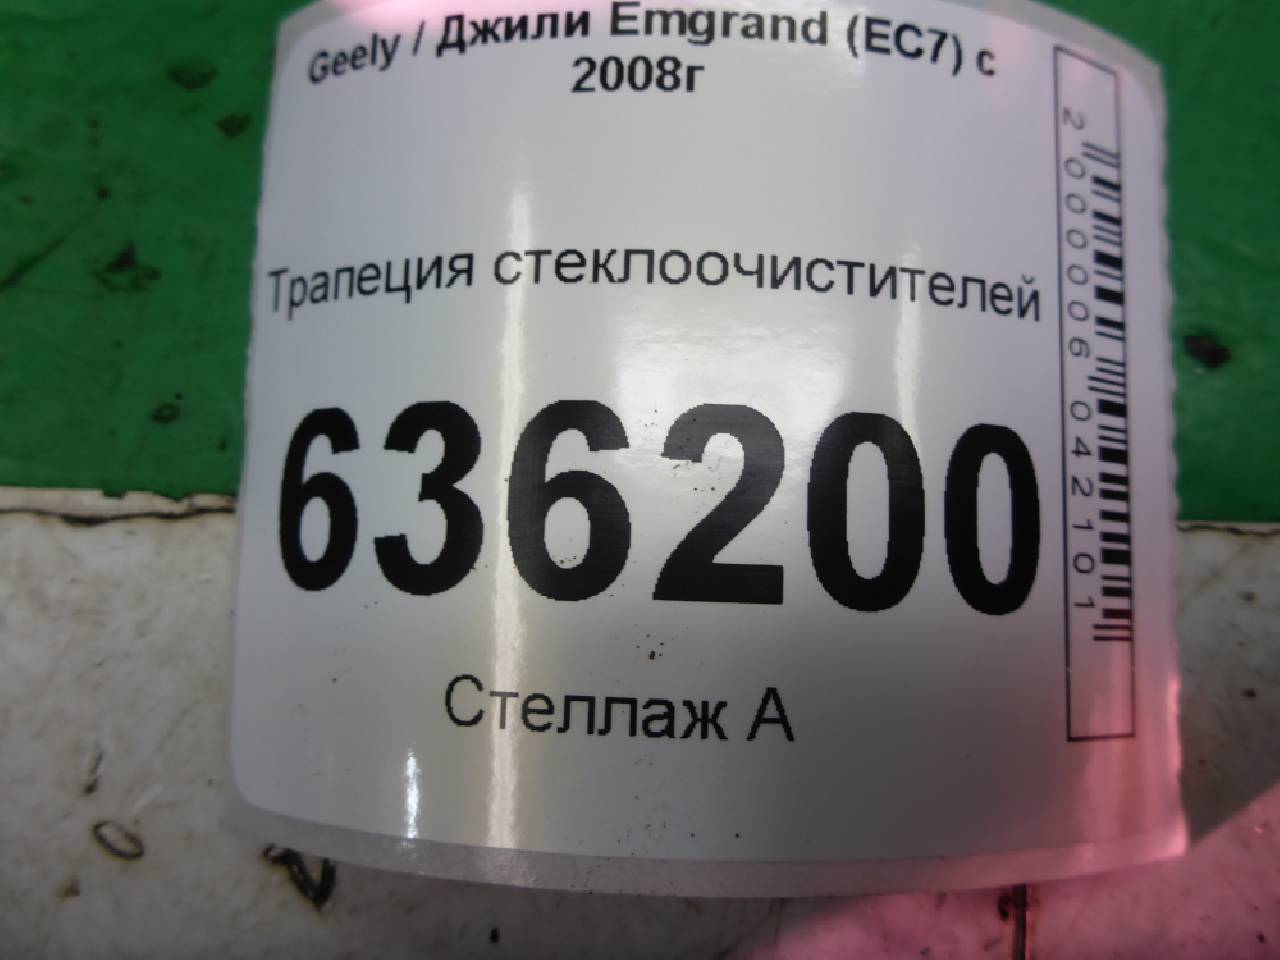 Geely / Джили Emgrand (EC7) с
2008г
Трапеция стеклоочистителей
636200
Стеллаж А
2000006042101